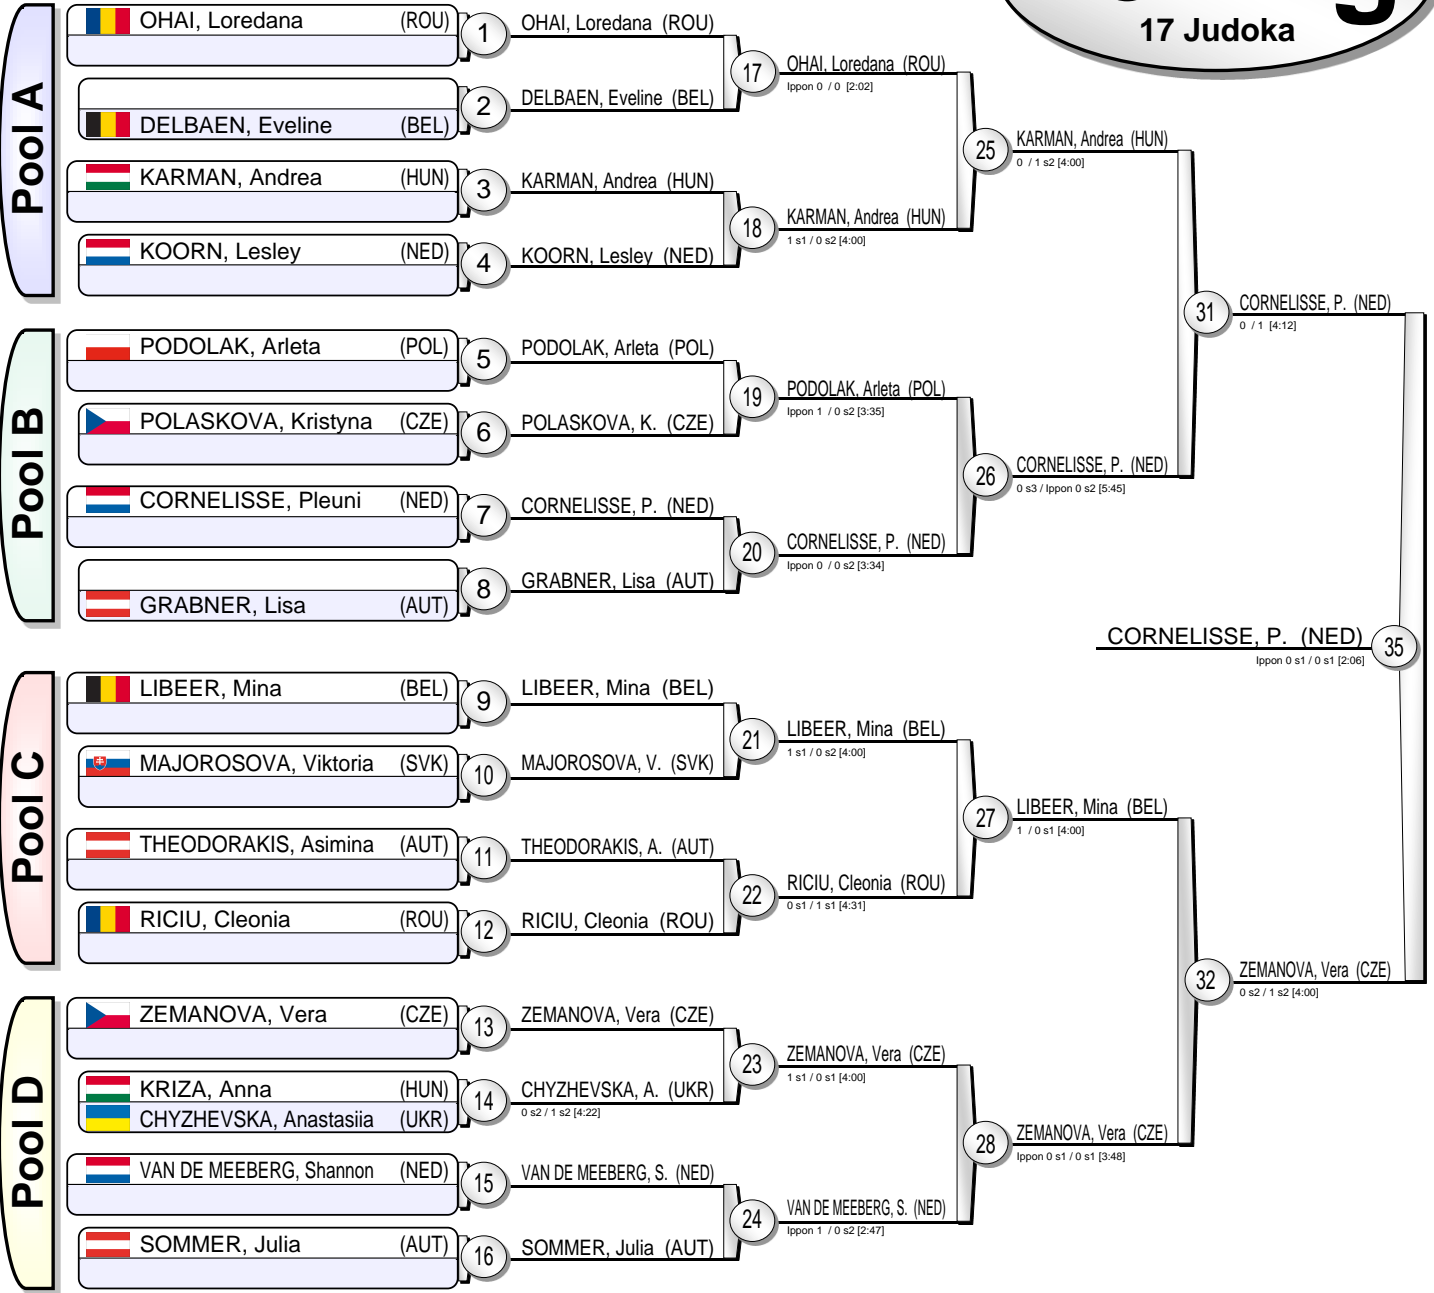 17 Judoka
Pool A
OHAI, Loredana (ROU)
DELBAEN, Eveline (BEL)
KARMAN, Andrea (HUN)
KOORN, Lesley (NED)
1
2
3
4
OHAI, Loredana (ROU)
DELBAEN, Eveline (BEL)
KARMAN, Andrea (HUN)
KOORN, Lesley (NED)
17
18
OHAI, Loredana (ROU)
Ippon 0 / 0 [2:02]
KARMAN, Andrea (HUN)
1 s1 / 0 s2 [4:00]
25
KARMAN, Andrea (HUN)
0 / 1 s2 [4:00]
Pool B
PODOLAK, Arleta (POL)
POLASKOVA, Kristyna (CZE)
CORNELISSE, Pleuni (NED)
GRABNER, Lisa (AUT)
5
6
7
8
PODOLAK, Arleta (POL)
POLASKOVA, K. (CZE)
CORNELISSE, P. (NED)
GRABNER, Lisa (AUT)
19
20
PODOLAK, Arleta (POL)
Ippon 1 / 0 s2 [3:35]
CORNELISSE, P. (NED)
Ippon 0 / 0 s2 [3:34]
26
CORNELISSE, P. (NED)
0 s3 / Ippon 0 s2 [5:45]
31
CORNELISSE, P. (NED)
0 / 1 [4:12]
CORNELISSE, P. (NED)
Ippon 0 s1 / 0 s1 [2:06]
35
Pool C
LIBEER, Mina (BEL)
MAJOROSOVA, Viktoria (SVK)
THEODORAKIS, Asimina (AUT)
RICIU, Cleonia (ROU)
9
10
11
12
LIBEER, Mina (BEL)
MAJOROSOVA, V. (SVK)
THEODORAKIS, A. (AUT)
RICIU, Cleonia (ROU)
21
22
LIBEER, Mina (BEL)
1 s1 / 0 s2 [4:00]
RICIU, Cleonia (ROU)
0 s1 / 1 s1 [4:31]
27
LIBEER, Mina (BEL)
1 / 0 s1 [4:00]
Pool D
ZEMANOVA, Vera (CZE)
KRIZA, Anna (HUN)
CHYZHEVSKA, Anastasiia (UKR)
VAN DE MEEBERG, Shannon (NED)
SOMMER, Julia (AUT)
13
14
15
16
ZEMANOVA, Vera (CZE)
CHYZHEVSKA, A. (UKR)
0 s2 / 1 s2 [4:22]
VAN DE MEEBERG, S. (NED)
SOMMER, Julia (AUT)
23
24
ZEMANOVA, Vera (CZE)
1 s1 / 0 s1 [4:00]
VAN DE MEEBERG, S. (NED)
Ippon 1 / 0 s2 [2:47]
28
ZEMANOVA, Vera (CZE)
Ippon 0 s1 / 0 s1 [3:48]
32
ZEMANOVA, Vera (CZE)
0 s2 / 1 s2 [4:00]